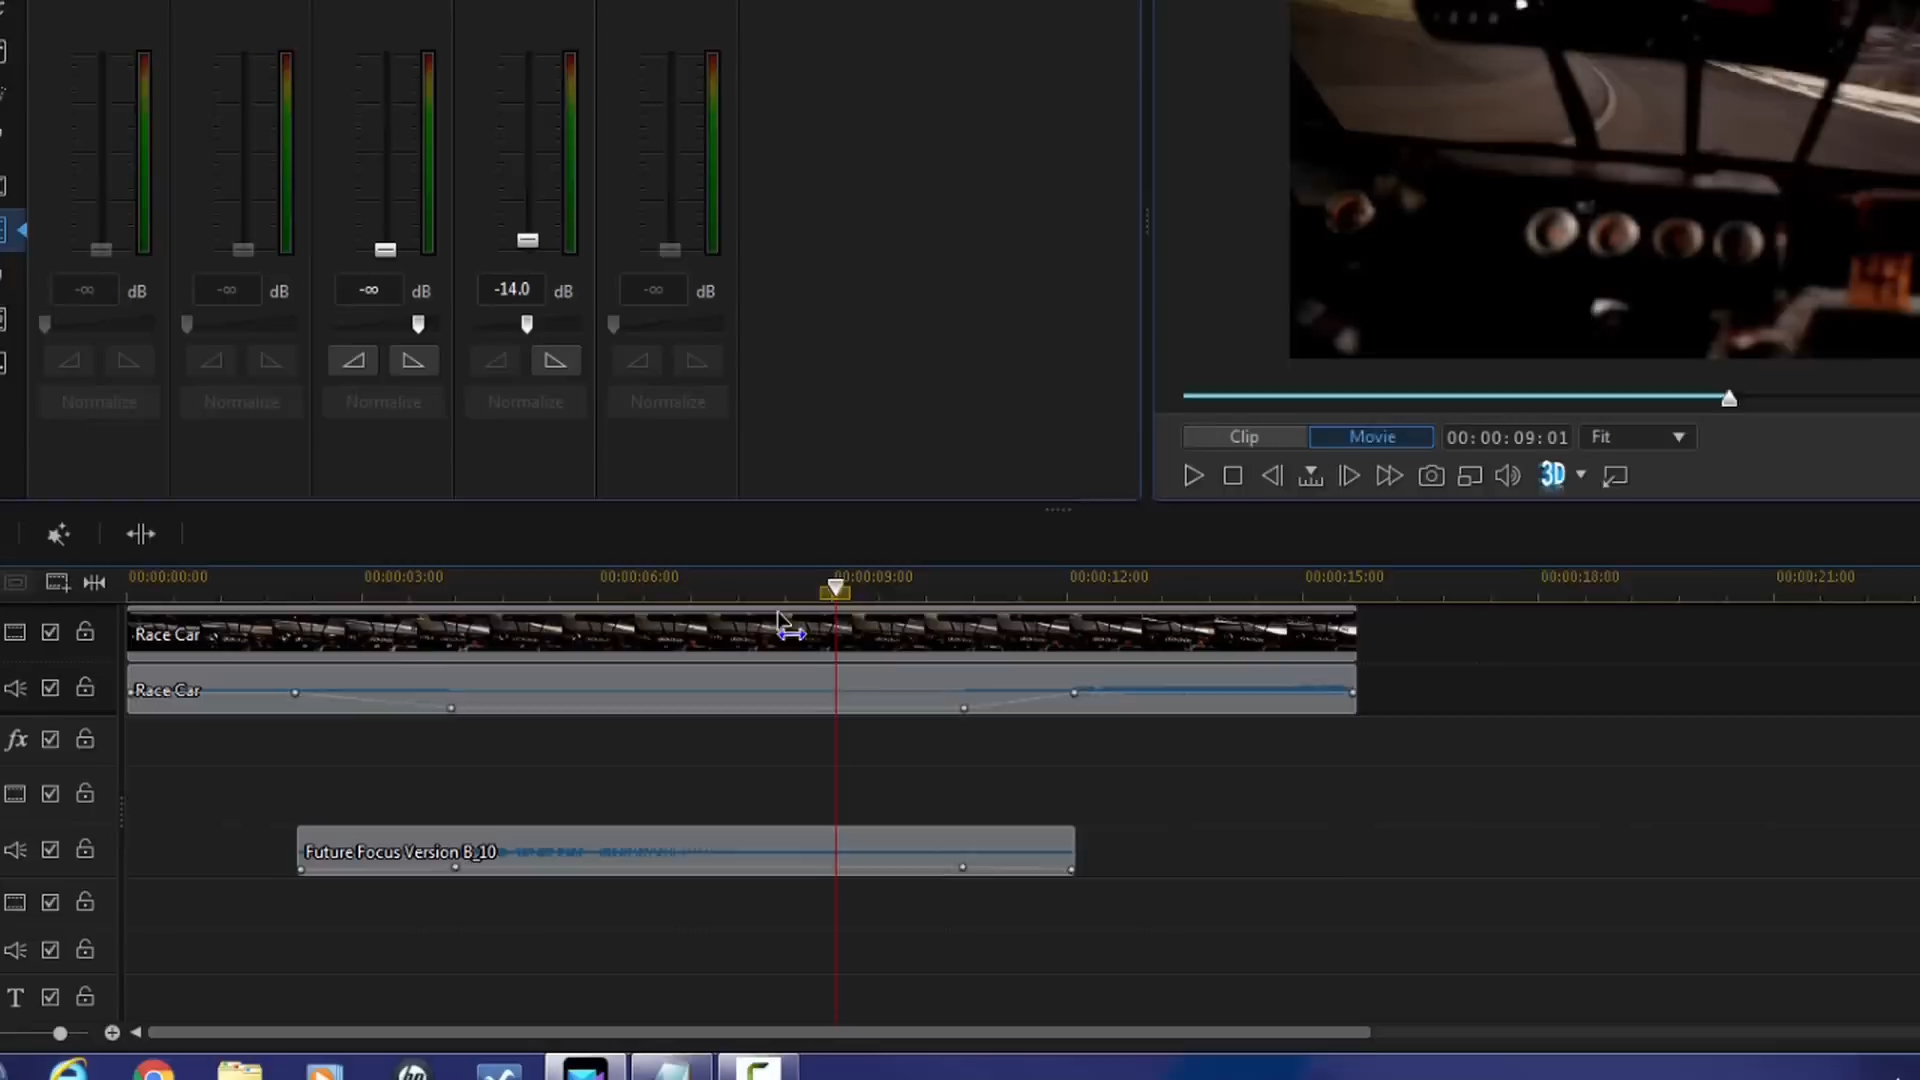 -∞ dB -∞ dB -∞ dB -14.0 dB -∞ dB
Normalize Normalize Normalize Normalize Normalize
Clip Movie 00:00:09:01 Fit
3D
00:00:00:00 00:00:03:00 00:00:06:00 00:00:09:00 00:00:12:00 00:00:15:00 00:00:18:00 00:00:21:00
Race Car
Race Car
fx
Future Focus Version B_10
T
hp